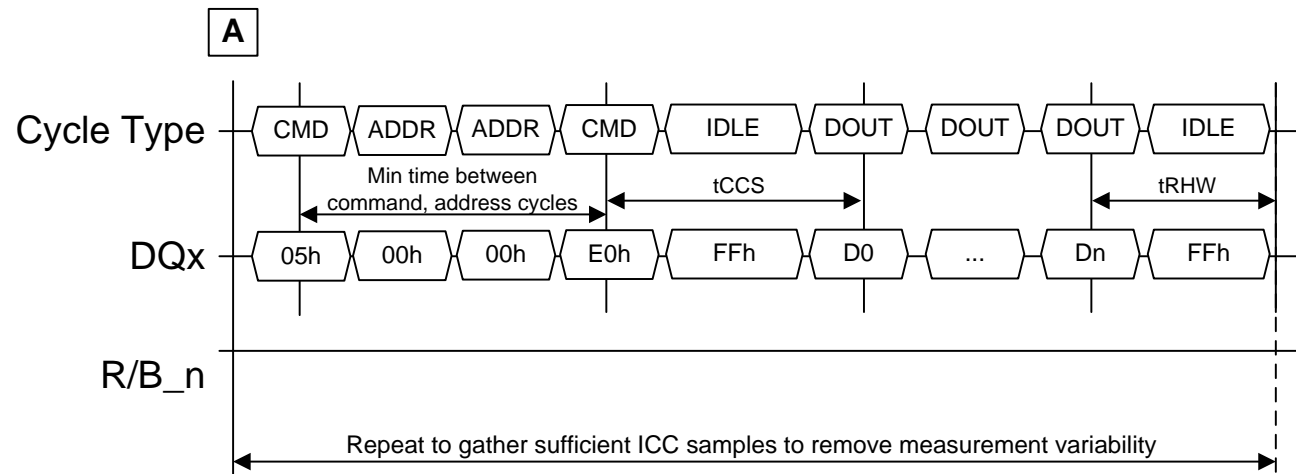 A
Cycle Type CMD ADDR ADDR CMD IDLE DOUT DOUT DOUT IDLE
Min time between
command, address cycles
tCCS
tRHW
DQx 05h 00h 00h E0h FFh D0 ... Dn FFh
R/B_n
Repeat to gather sufficient ICC samples to remove measurement variability